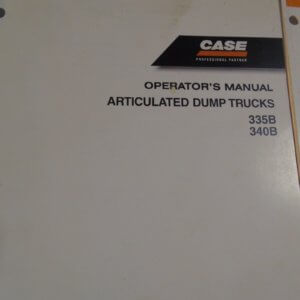 CASE
PROFESSIONAL PARTNER
OPERATOR'S MANUAL
ARTICULATED DUMP TRUCKS
335B
340B